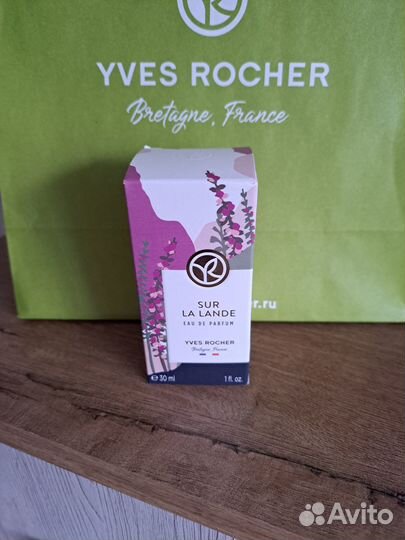 YVES ROCHER
Bretagne, France
SUR
LA LANDE
EAU DE PARFUM
YVES ROCHER
Bretagne, France
e 30 ml
1 fl. oz.
er.ru
Avito